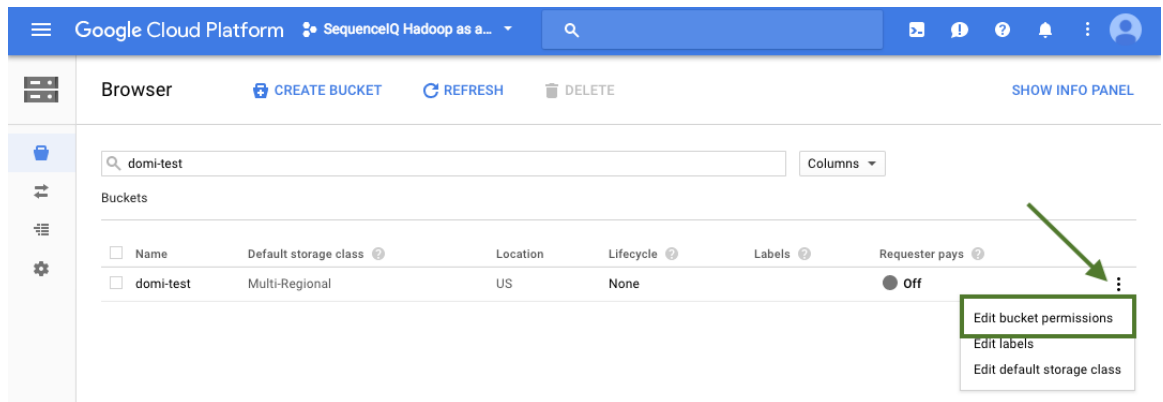 Google Cloud Platform SequenceIQ Hadoop as a...
Browser CREATE BUCKET REFRESH DELETE SHOW INFO PANEL
domi-test Columns
Buckets
Name Default storage class Location Lifecycle Labels Requester pays
domi-test Multi-Regional US None Off
Edit bucket permissions
Edit labels
Edit default storage class